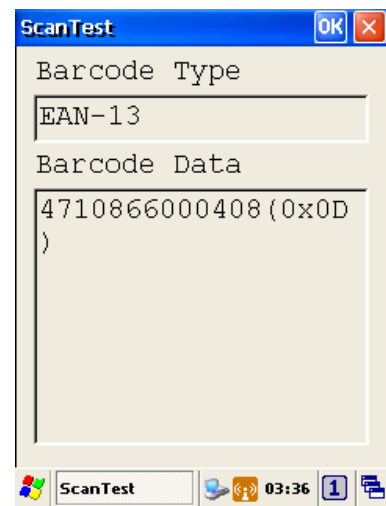 ScanTest OK
Barcode Type
EAN-13
Barcode Data
4710866000408(0x0D
)
ScanTest 03:36 1